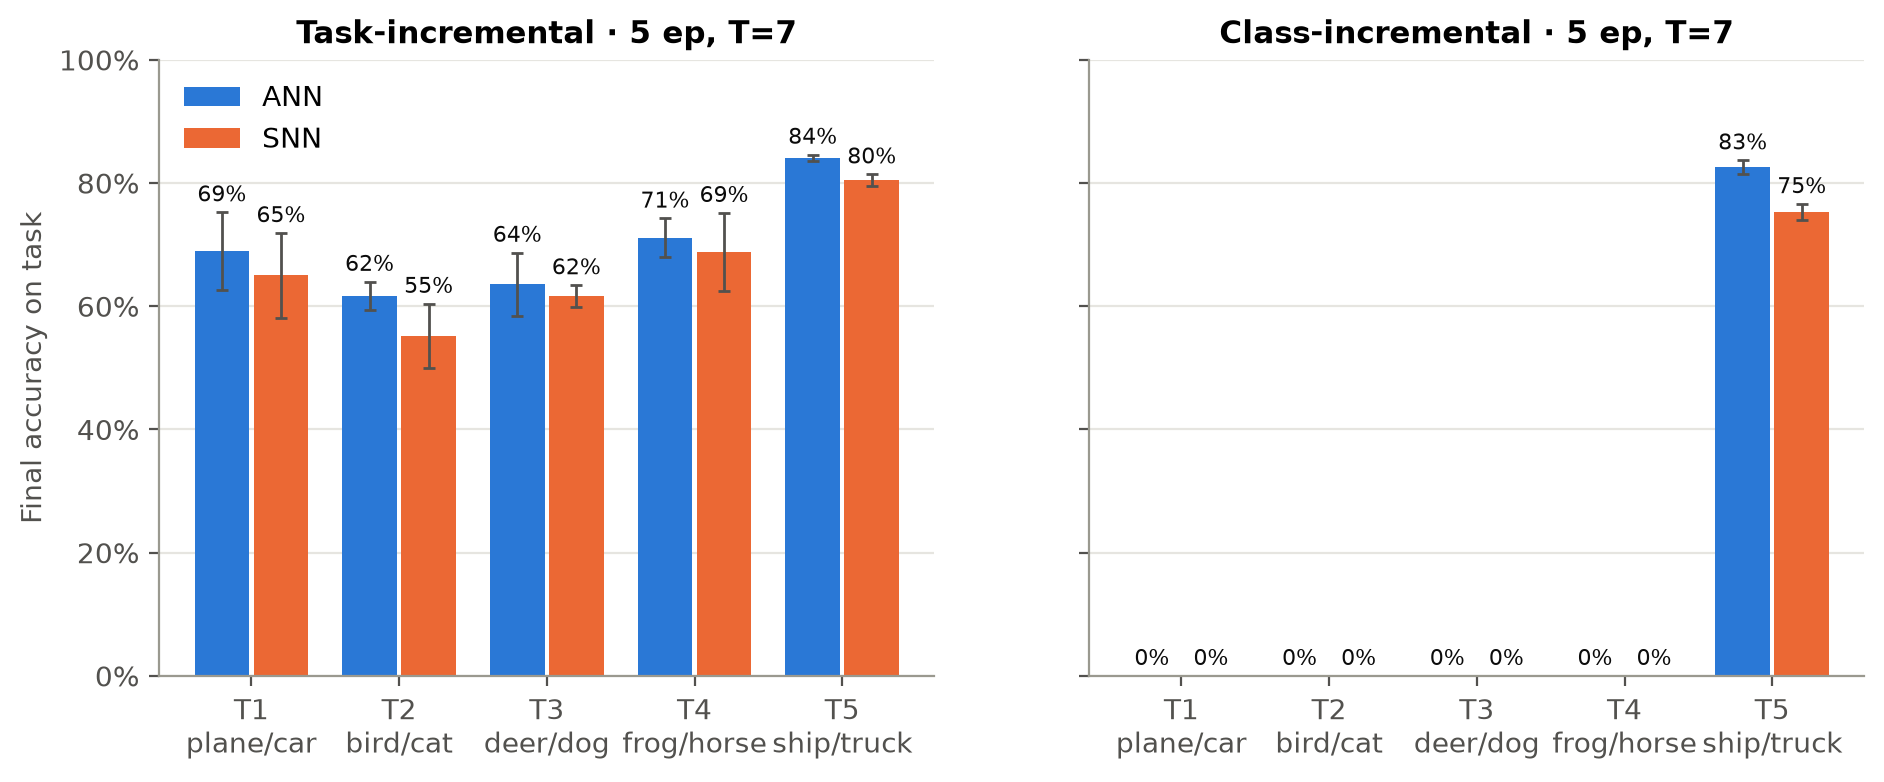 Task-incremental · 5 ep, T=7
Class-incremental · 5 ep, T=7
Final accuracy on task
100%
80%
60%
40%
20%
0%
ANN
SNN
69%
65%
62%
55%
64%
62%
71%
69%
84%
80%
T1
plane/car
T2
bird/cat
T3
deer/dog
T4
frog/horse
T5
ship/truck
0%
0%
0%
0%
0%
0%
0%
0%
83%
75%
T1
plane/car
T2
bird/cat
T3
deer/dog
T4
frog/horse
T5
ship/truck